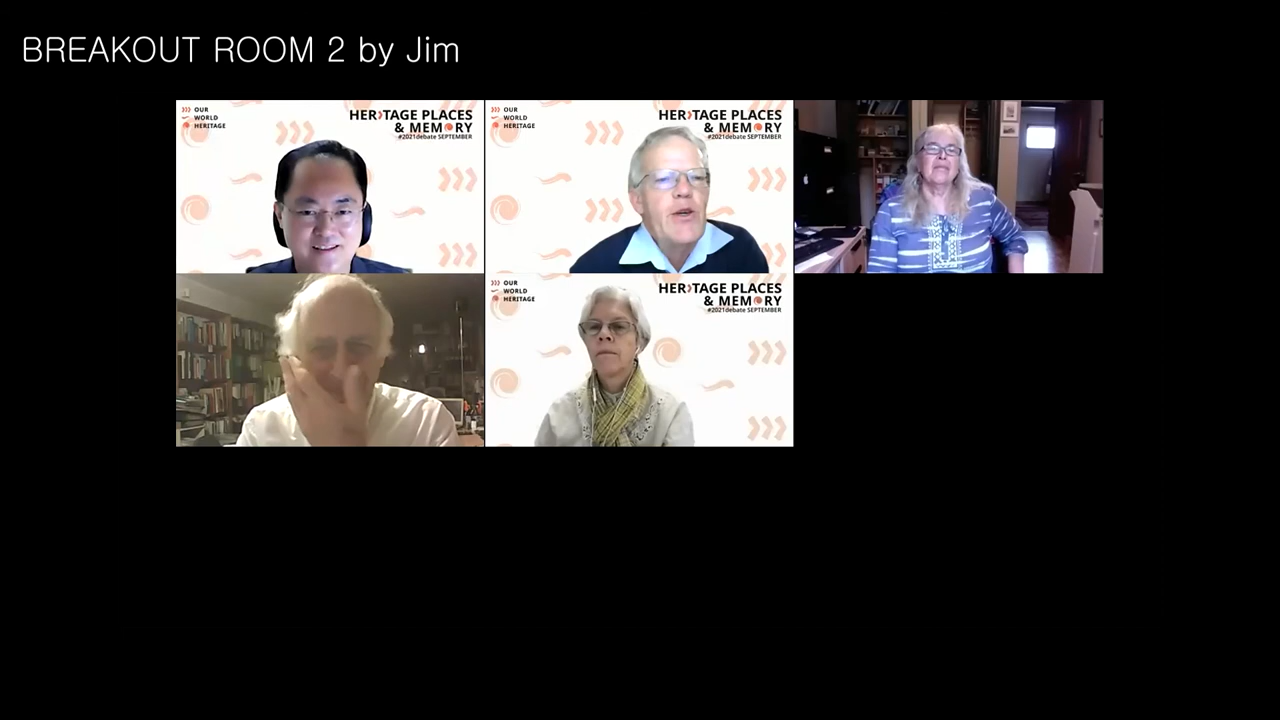 BREAKOUT ROOM 2 by Jim
OUR
WORLD
HERITAGE
HERITAGE PLACES
& MEMORY
#2021debate SEPTEMBER
OUR
WORLD
HERITAGE
HERITAGE PLACES
& MEMORY
#2021debate SEPTEMBER
OUR
WORLD
HERITAGE
HERITAGE PLACES
& MEMORY
#2021debate SEPTEMBER